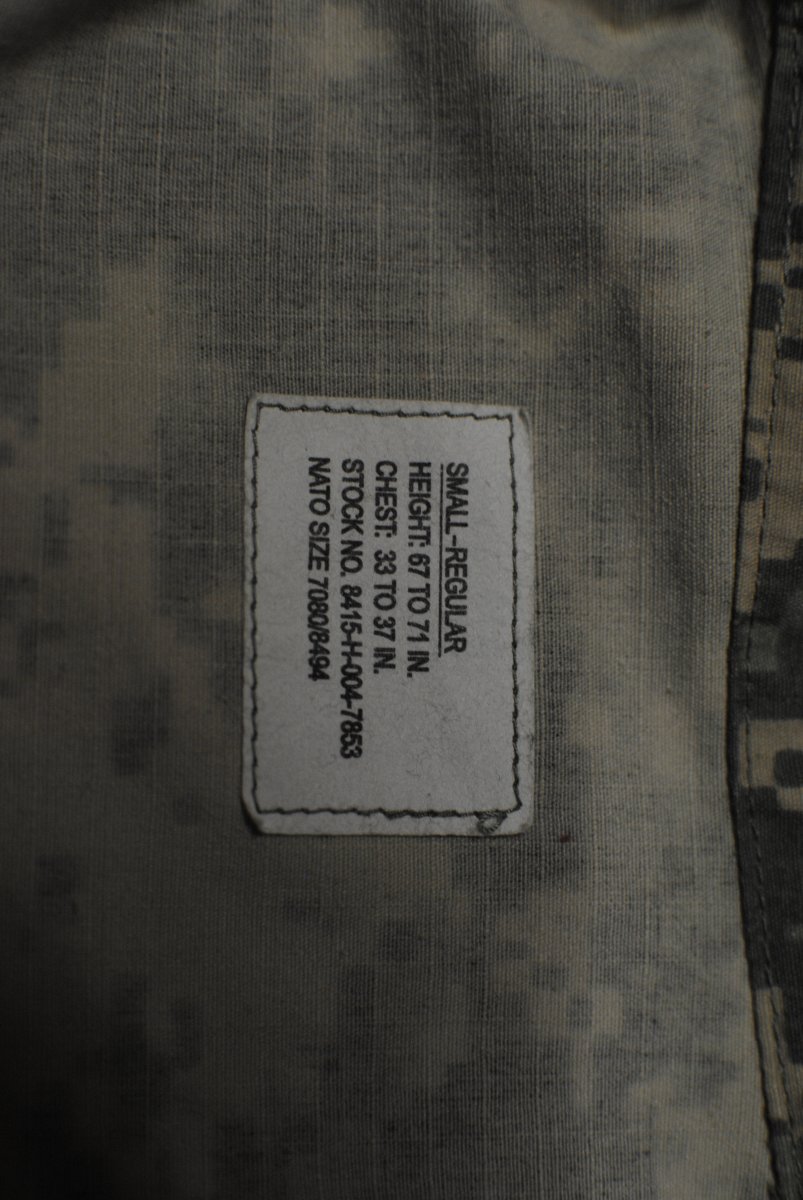 SMALL-REGULAR
HEIGHT: 67 TO 71 IN.
CHEST: 33 TO 37 IN.
STOCK NO. 8415-H-004-7853
NATO SIZE 7080/8494